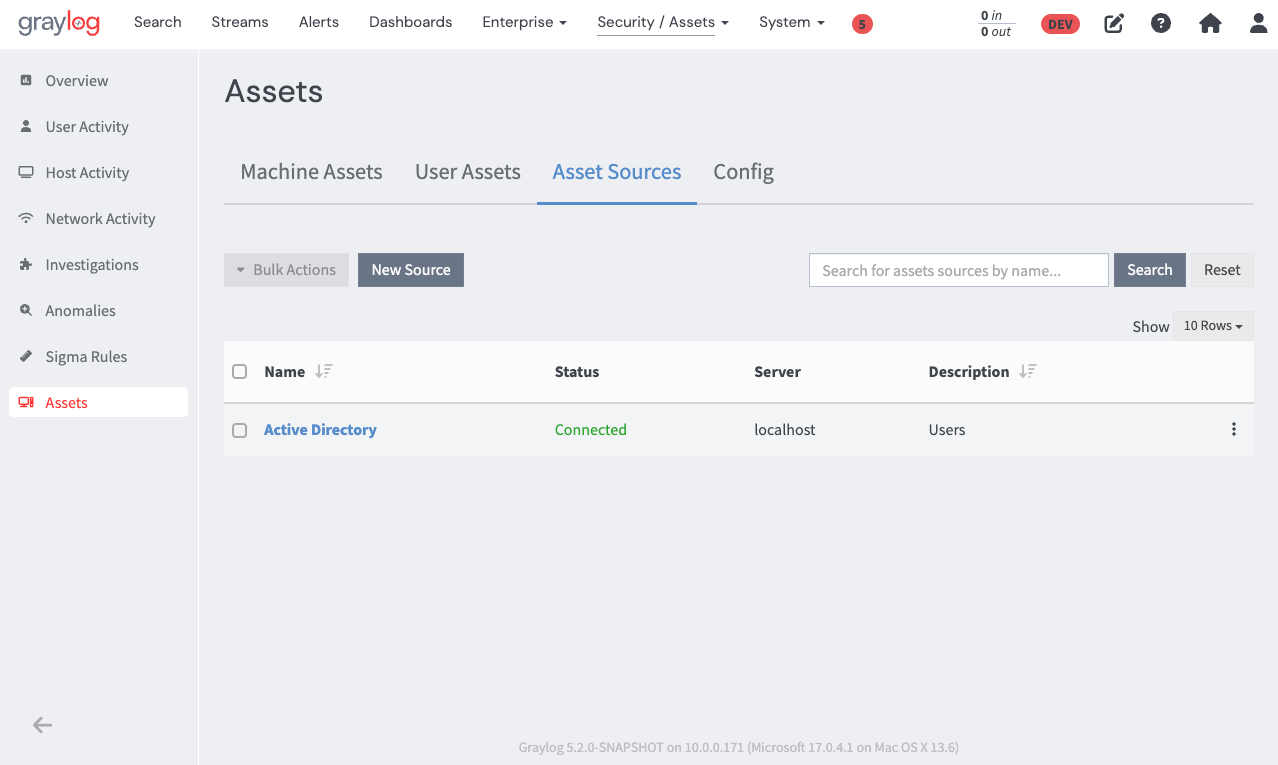 graylog Search Streams Alerts Dashboards Enterprise Security / Assets System 5 0 in DEV
0 out
Overview
User Activity
Host Activity
Network Activity
Investigations
Anomalies
Sigma Rules
Assets
Assets
Machine Assets User Assets Asset Sources Config
Bulk Actions New Source Search for assets sources by name... Search Reset
Show 10 Rows
Name Status Server Description
Active Directory Connected localhost Users
Graylog 5.2.0-SNAPSHOT on 10.0.0.171 (Microsoft 17.0.4.1 on Mac OS X 13.6)